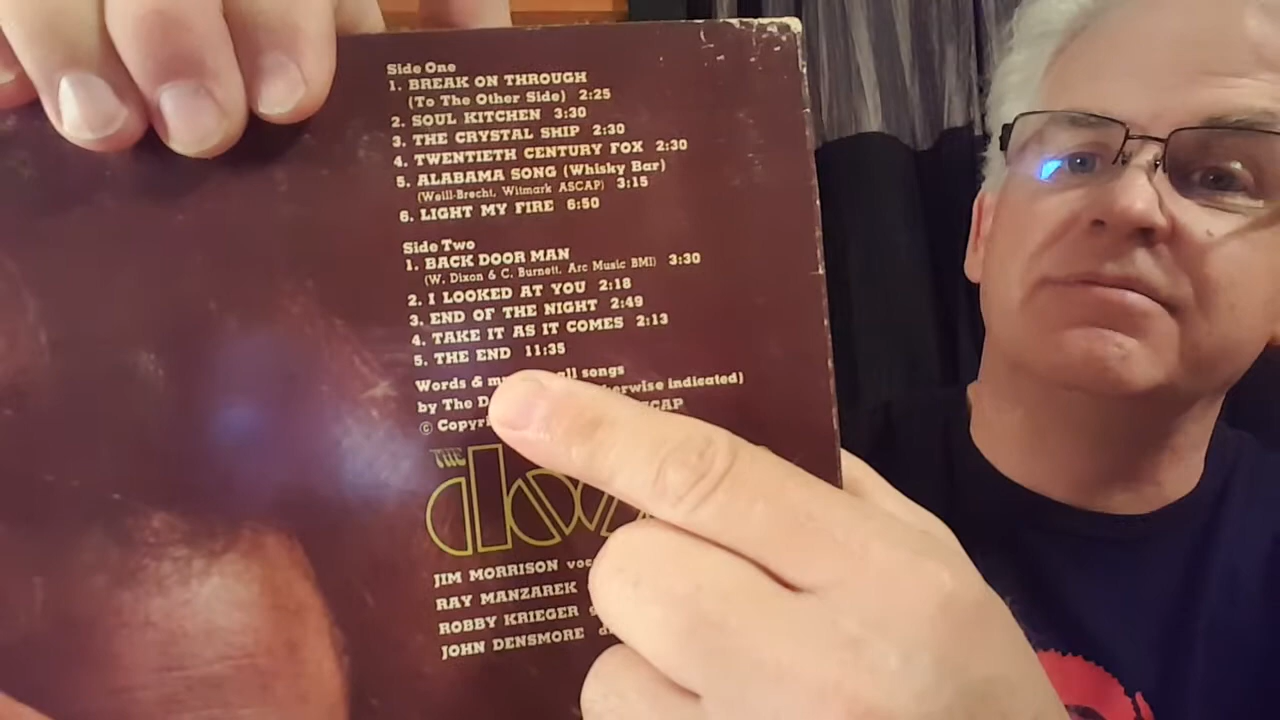 Side One
1. BREAK ON THROUGH
(To The Other Side) 2:25
2. SOUL KITCHEN 3:30
3. THE CRYSTAL SHIP 2:30
4. TWENTIETH CENTURY FOX 2:30
5. ALABAMA SONG (Whisky Bar)
(Weill-Brecht, Witmark ASCAP) 3:15
6. LIGHT MY FIRE 6:50
Side Two
1. BACK DOOR MAN
(W. Dixon & C. Burnett, Arc Music BMI) 3:30
2. I LOOKED AT YOU 2:18
3. END OF THE NIGHT 2:49
4. TAKE IT AS IT COMES 2:13
5. THE END 11:35
Words & all songs
by The indicated)
©
THE
JIM MORRISON
RAY MANZAREK
ROBBY KRIEGER
JOHN DENSMORE